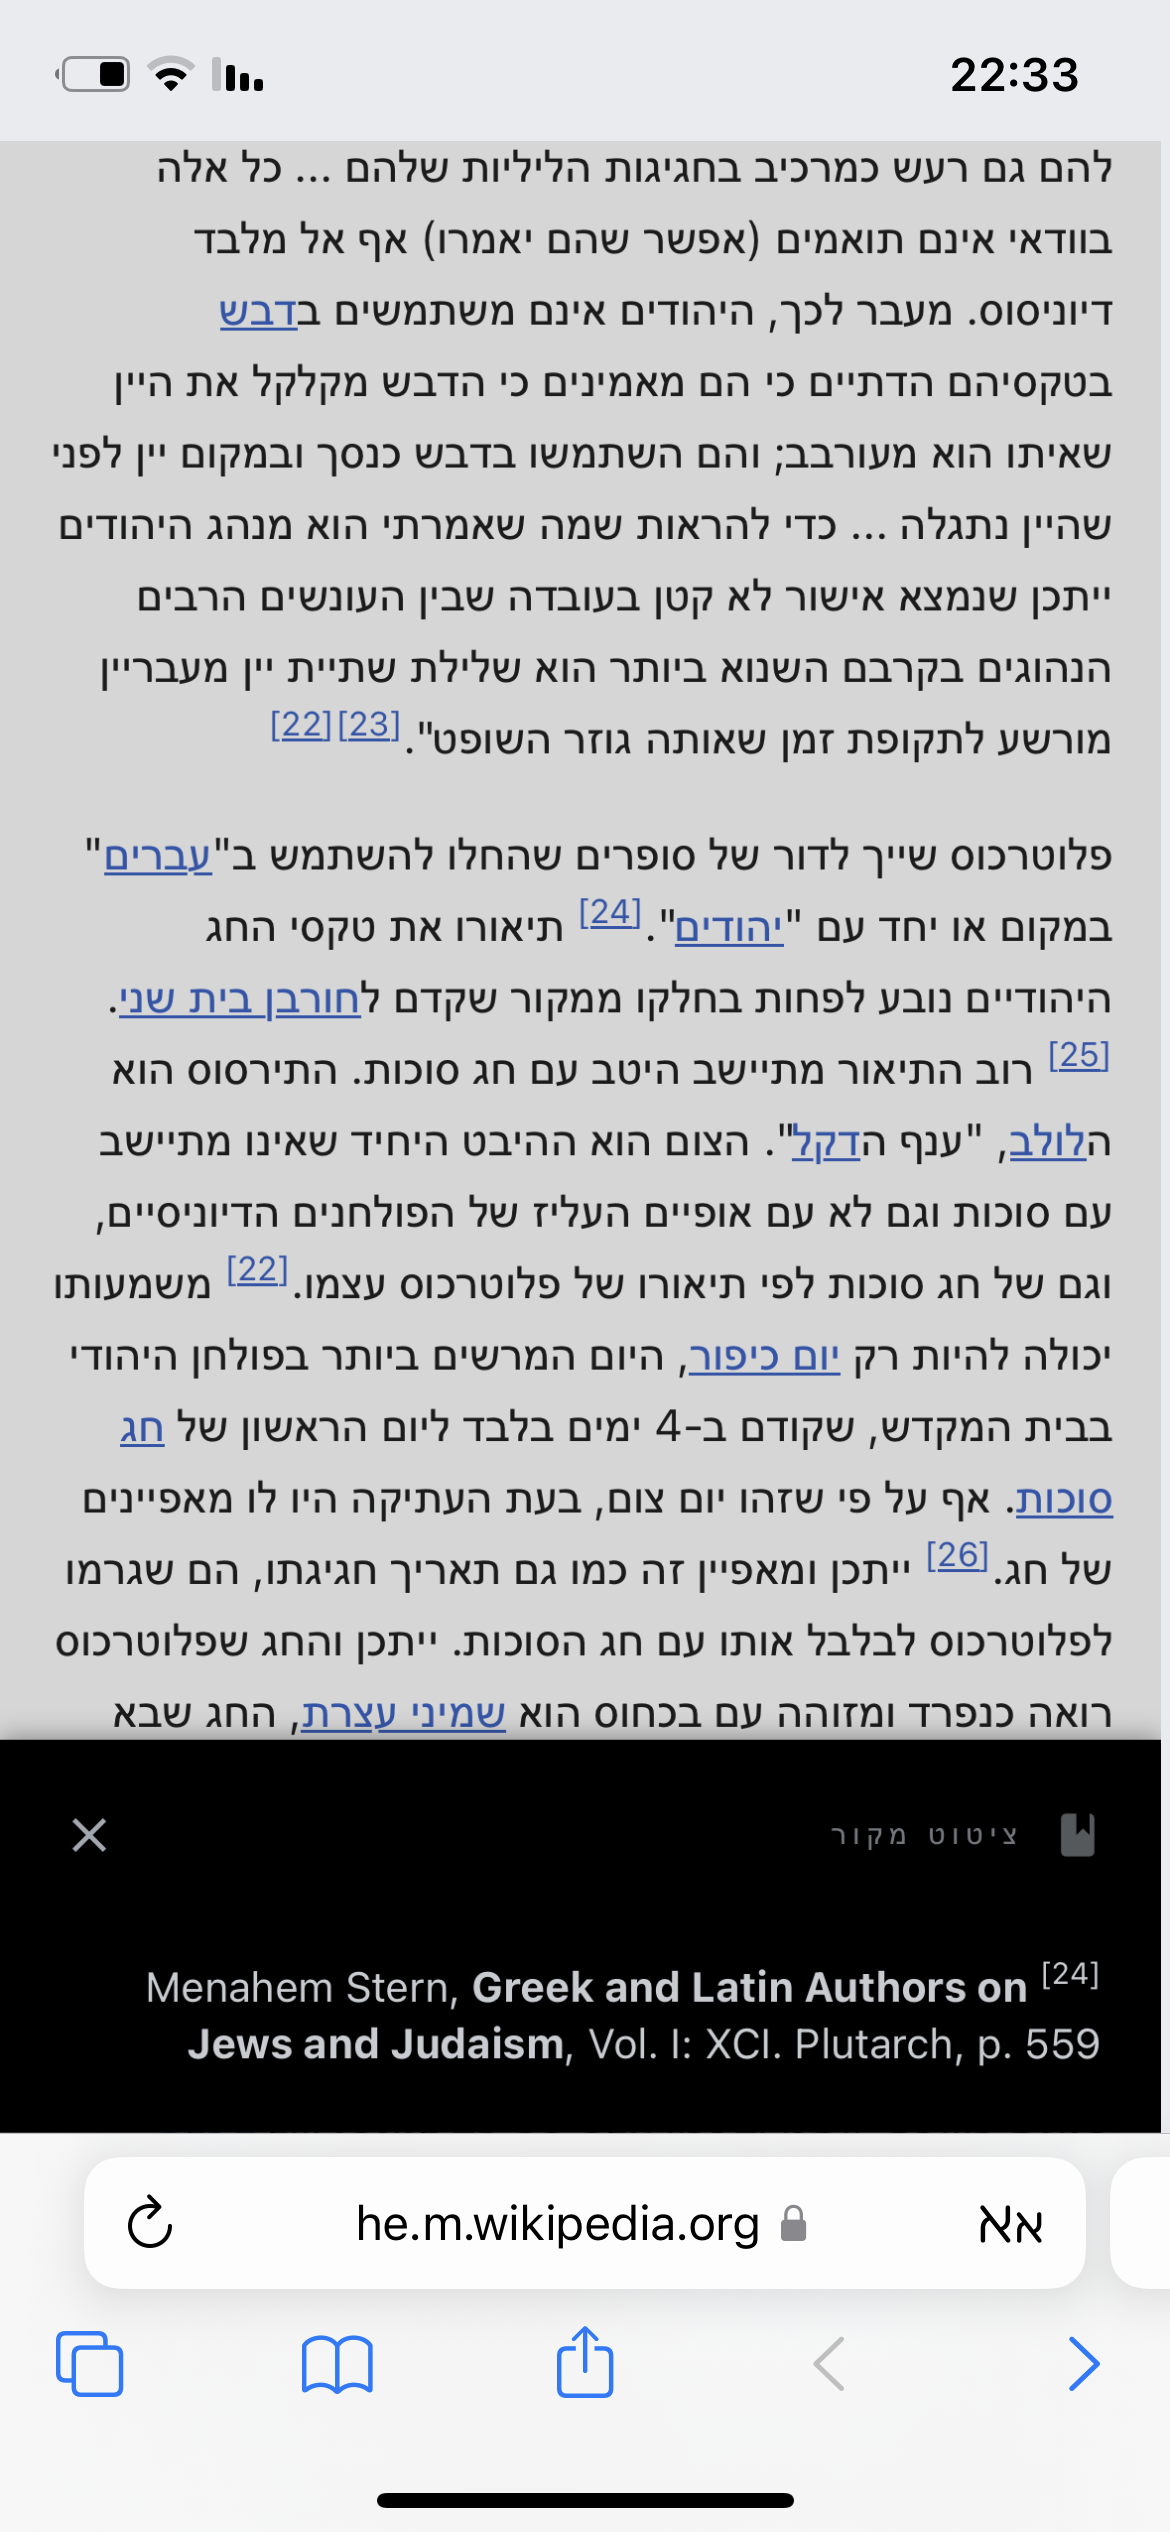 22:33
להם גם רעש כמרכיב בחגיגות הליליות שלהם ... כל אלה
בוודאי אינם תואמים (אפשר שהם יאמרו) אף אל מלבד
דיוניסוס. מעבר לכך, היהודים אינם משתמשים בדבש
בטקסיהם הדתיים כי הם מאמינים כי הדבש מקלקל את היין
שאיתו הוא מעורבב; והם השתמשו בדבש כנסך ובמקום יין לפני
שהיין נתגלה ... כדי להראות שמה שאמרתי הוא מנהג היהודים
ייתכן שנמצא אישור לא קטן בעובדה שבין העונשים הרבים
הנהוגים בקרבם השנוא ביותר הוא שלילת שתיית יין מעבריין
מורשע לתקופת זמן שאותה גוזר השופט".[23][22]
פלוטרכוס שייך לדור של סופרים שהחלו להשתמש ב"עברים"
במקום או יחד עם "יהודים".[24] תיאורו את טקסי החג
היהודיים נובע לפחות בחלקו ממקור שקדם לחורבן בית שני.
[25] רוב התיאור מתיישב היטב עם חג סוכות. התירסוס הוא
הלולב, "ענף הדקל". הצום הוא ההיבט היחיד שאינו מתיישב
עם סוכות וגם לא עם אופיים העליז של הפולחנים הדיוניסיים,
וגם של חג סוכות לפי תיאורו של פלוטרכוס עצמו.[22] משמעותו
יכולה להיות רק יום כיפור, היום המרשים ביותר בפולחן היהודי
בבית המקדש, שקודם ב-4 ימים בלבד ליום הראשון של חג
סוכות. אף על פי שזהו יום צום, בעת העתיקה היו לו מאפיינים
של חג.[26] ייתכן ומאפיין זה כמו גם תאריך חגיגתו, הם שגרמו
לפלוטרכוס לבלבל אותו עם חג הסוכות. ייתכן והחג שפלוטרכוס
רואה כנפרד ומזוהה עם בכחוס הוא שמיני עצרת, החג שבא
ציטוט מקור
Menahem Stern, Greek and Latin Authors on [24]
Jews and Judaism, Vol. I: XCI. Plutarch, p. 559
he.m.wikipedia.org
אא